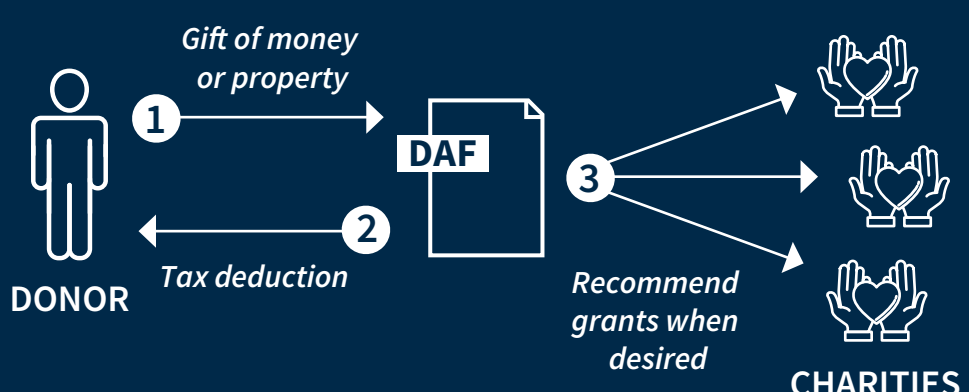 Gift of money
or property
1
DAF
3
2
Tax deduction
DONOR
Recommend
grants when
desired
CHARITIES